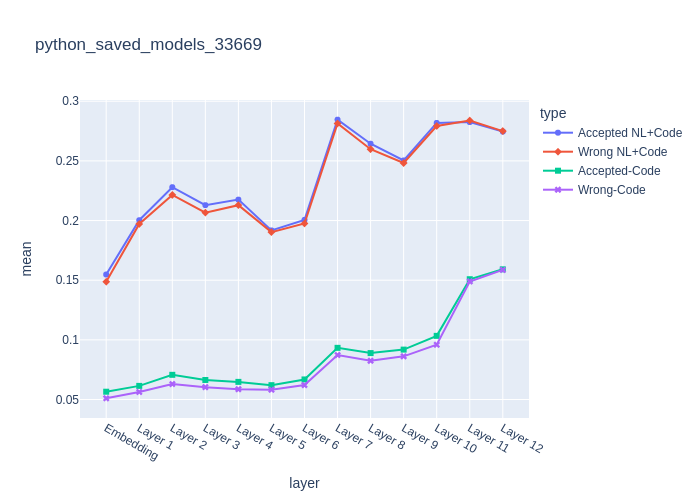 python_saved_models_33669
0.3
0.25
0.2
0.15
0.1
0.05
mean
Embedding
Layer 1
Layer 2
Layer 3
Layer 4
Layer 5
Layer 6
Layer 7
Layer 8
Layer 9
Layer 10
Layer 11
Layer 12
layer
type
Accepted NL+Code
Wrong NL+Code
Accepted-Code
Wrong-Code